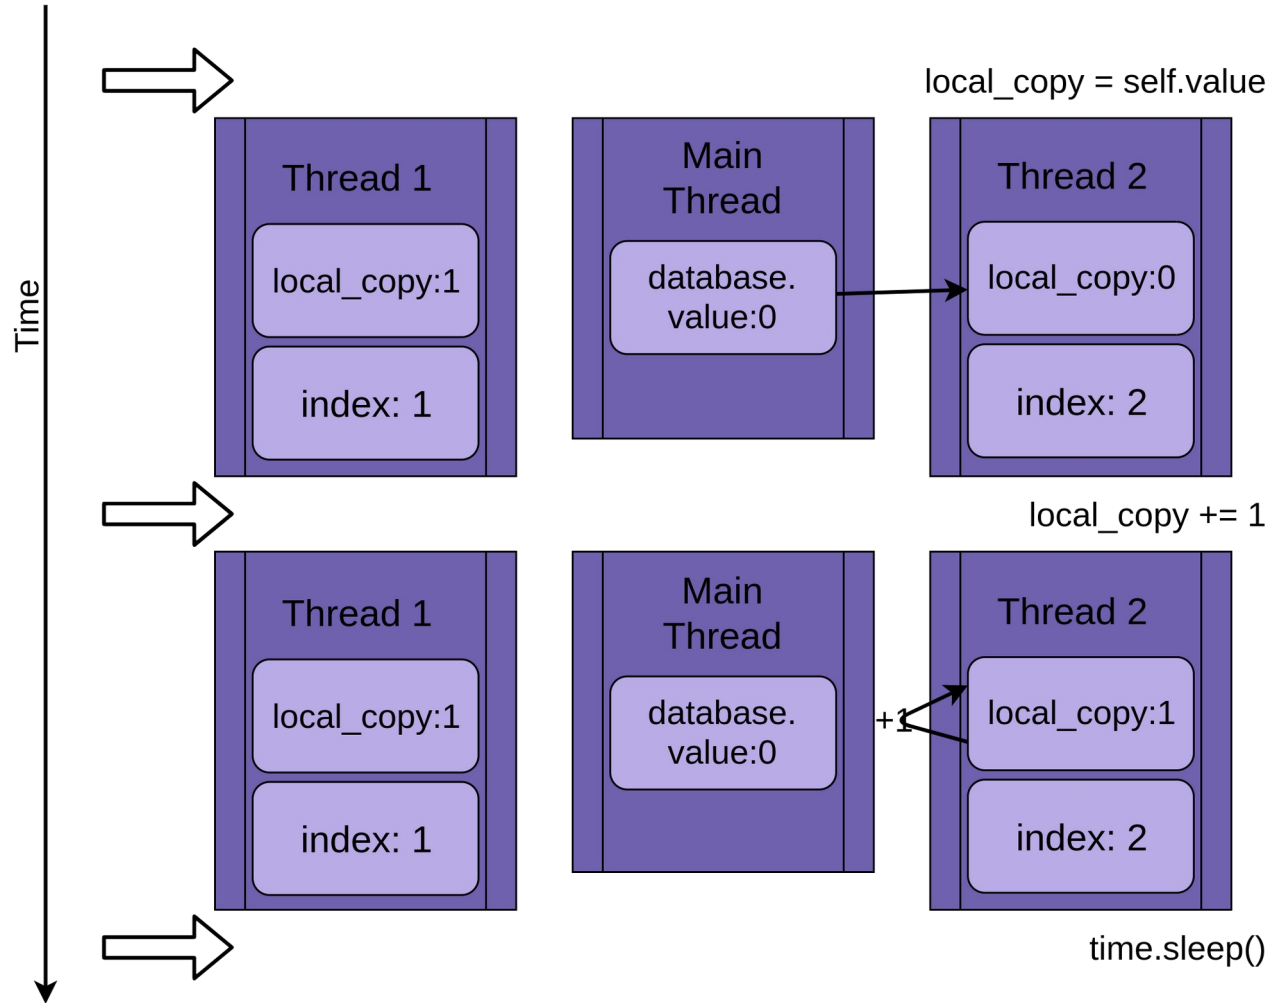 Time
local_copy = self.value
Thread 1
local_copy:1
index: 1
Main
Thread
database.
value:0
Thread 2
local_copy:0
index: 2
local_copy += 1
Thread 1
local_copy:1
index: 1
Main
Thread
database.
value:0
+1
Thread 2
local_copy:1
index: 2
time.sleep()